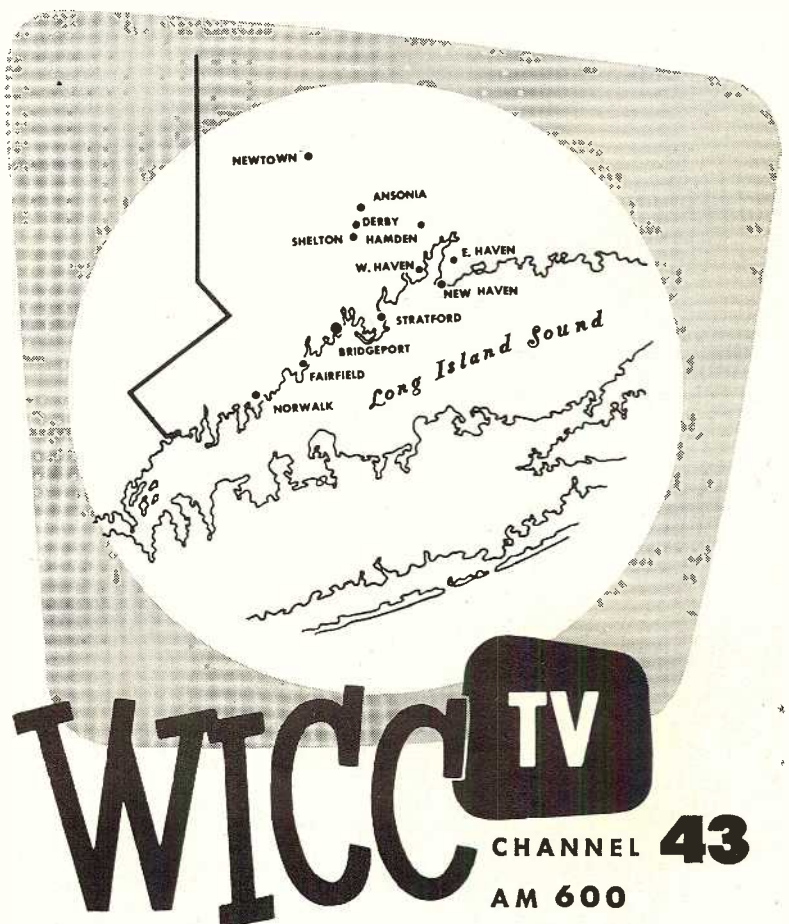 NEWTOWN
ANSONIA
DERBY
SHELTON HAMDEN
E. HAVEN
W. HAVEN
NEW HAVEN
STRATFORD
BRIDGEPORT
Long Island Sound
FAIRFIELD
NORWALK
WICC TV
CHANNEL 43
AM 600